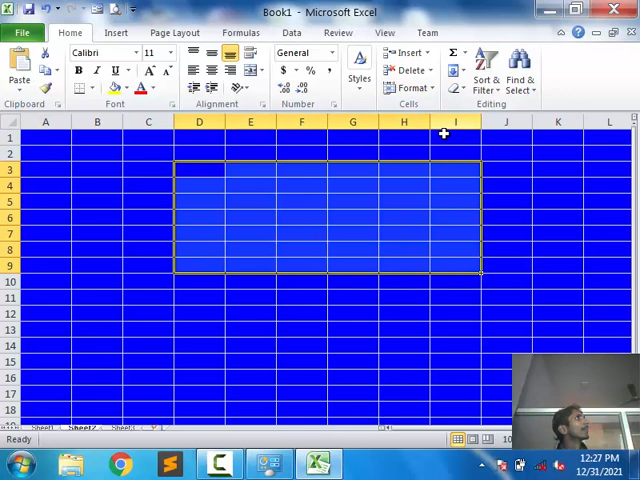 Book1 - Microsoft Excel
File Home Insert Page Layout Formulas Data Review View Team
Paste
Clipboard
Calibri 11
B I U A A
Font
Alignment
General
$ % ,
Number
Styles
Insert
Delete
Format
Cells
Σ
Sort & Filter
Find & Select
Editing
A B C D E F G H I J K L
1
2
3
4
5
6
7
8
9
10
11
12
13
14
15
16
17
18
Sheet1 Sheet2 Sheet3
Ready
10
12:27 PM
12/31/2021